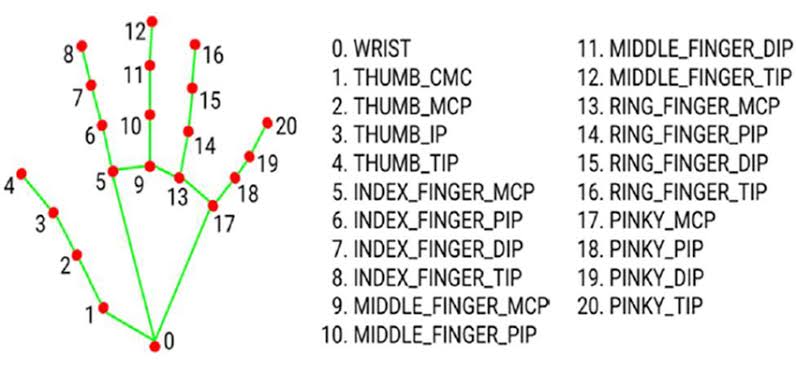 12
8
16
11
7
15
6
10
14
20
19
5
9
13
18
4
17
3
2
1
0
0. WRIST
1. THUMB_CMC
2. THUMB_MCP
3. THUMB_IP
4. THUMB_TIP
5. INDEX_FINGER_MCP
6. INDEX_FINGER_PIP
7. INDEX_FINGER_DIP
8. INDEX_FINGER_TIP
9. MIDDLE_FINGER_MCP
10. MIDDLE_FINGER_PIP
11. MIDDLE_FINGER_DIP
12. MIDDLE_FINGER_TIP
13. RING_FINGER_MCP
14. RING_FINGER_PIP
15. RING_FINGER_DIP
16. RING_FINGER_TIP
17. PINKY_MCP
18. PINKY_PIP
19. PINKY_DIP
20. PINKY_TIP